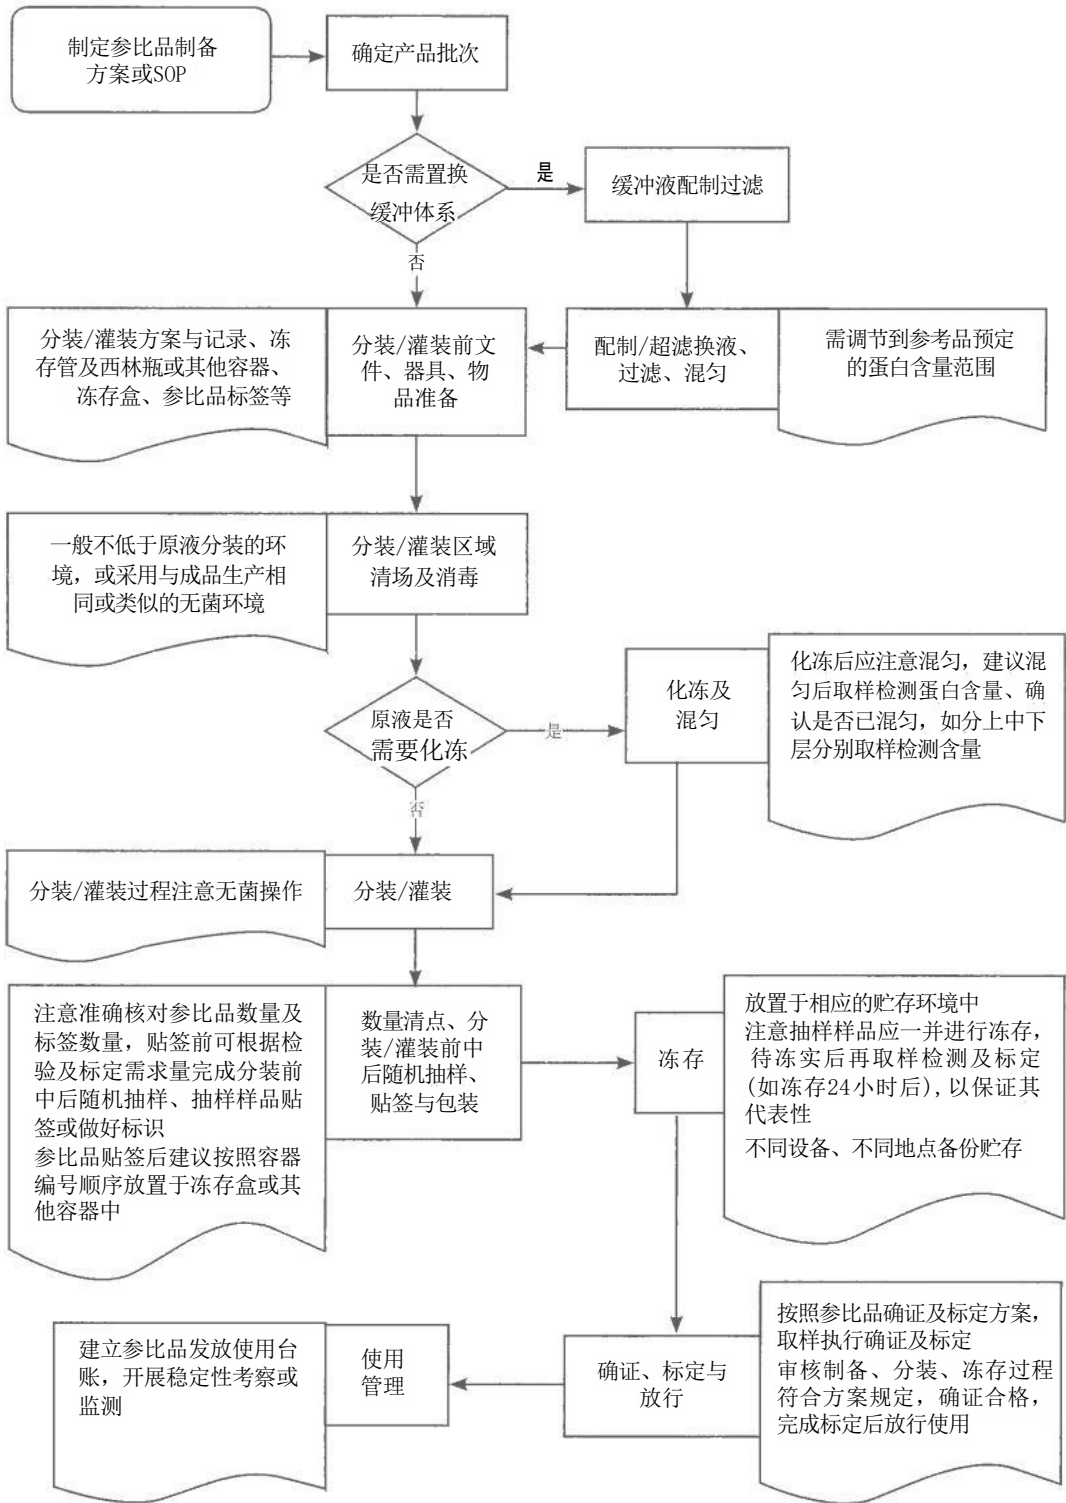 制定参比品制备
方案或SOP
确定产品批次
是否需置换
缓冲体系
是
缓冲液配制过滤
否
分装/灌装方案与记录、冻
存管及西林瓶或其他容器、
冻存盒、参比品标签等
分装/灌装前文
件、器具、物
品准备
配制/超滤换液、
过滤、混匀
需调节到参考品预定
的蛋白含量范围
一般不低于原液分装的环
境，或采用与成品生产相
同或类似的无菌环境
分装/灌装区域
清场及消毒
原液是否
需要化冻
是
化冻及
混匀
化冻后应注意混匀，建议混
匀后取样检测蛋白含量、确
认是否已混匀，如分上中下
层分别取样检测含量
否
分装/灌装过程注意无菌操作
分装/灌装
注意准确核对参比品数量及
标签数量，贴签前可根据检
验及标定需求量完成分装前
中后随机抽样、抽样样品贴
签或做好标识
参比品贴签后建议按照容器
编号顺序放置于冻存盒或其
他容器中
数量清点、分
装/灌装前中
后随机抽样、
贴签与包装
冻存
放置于相应的贮存环境中
注意抽样样品应一并进行冻存，
待冻实后再取样检测及标定
(如冻存24小时后),以保证其
代表性
不同设备、不同地点备份贮存
建立参比品发放使用台
账，开展稳定性考察或
监测
使用
管理
确证、标定与
放行
按照参比品确证及标定方案，
取样执行确证及标定
审核制备、分装、冻存过程
符合方案规定，确证合格，
完成标定后放行使用